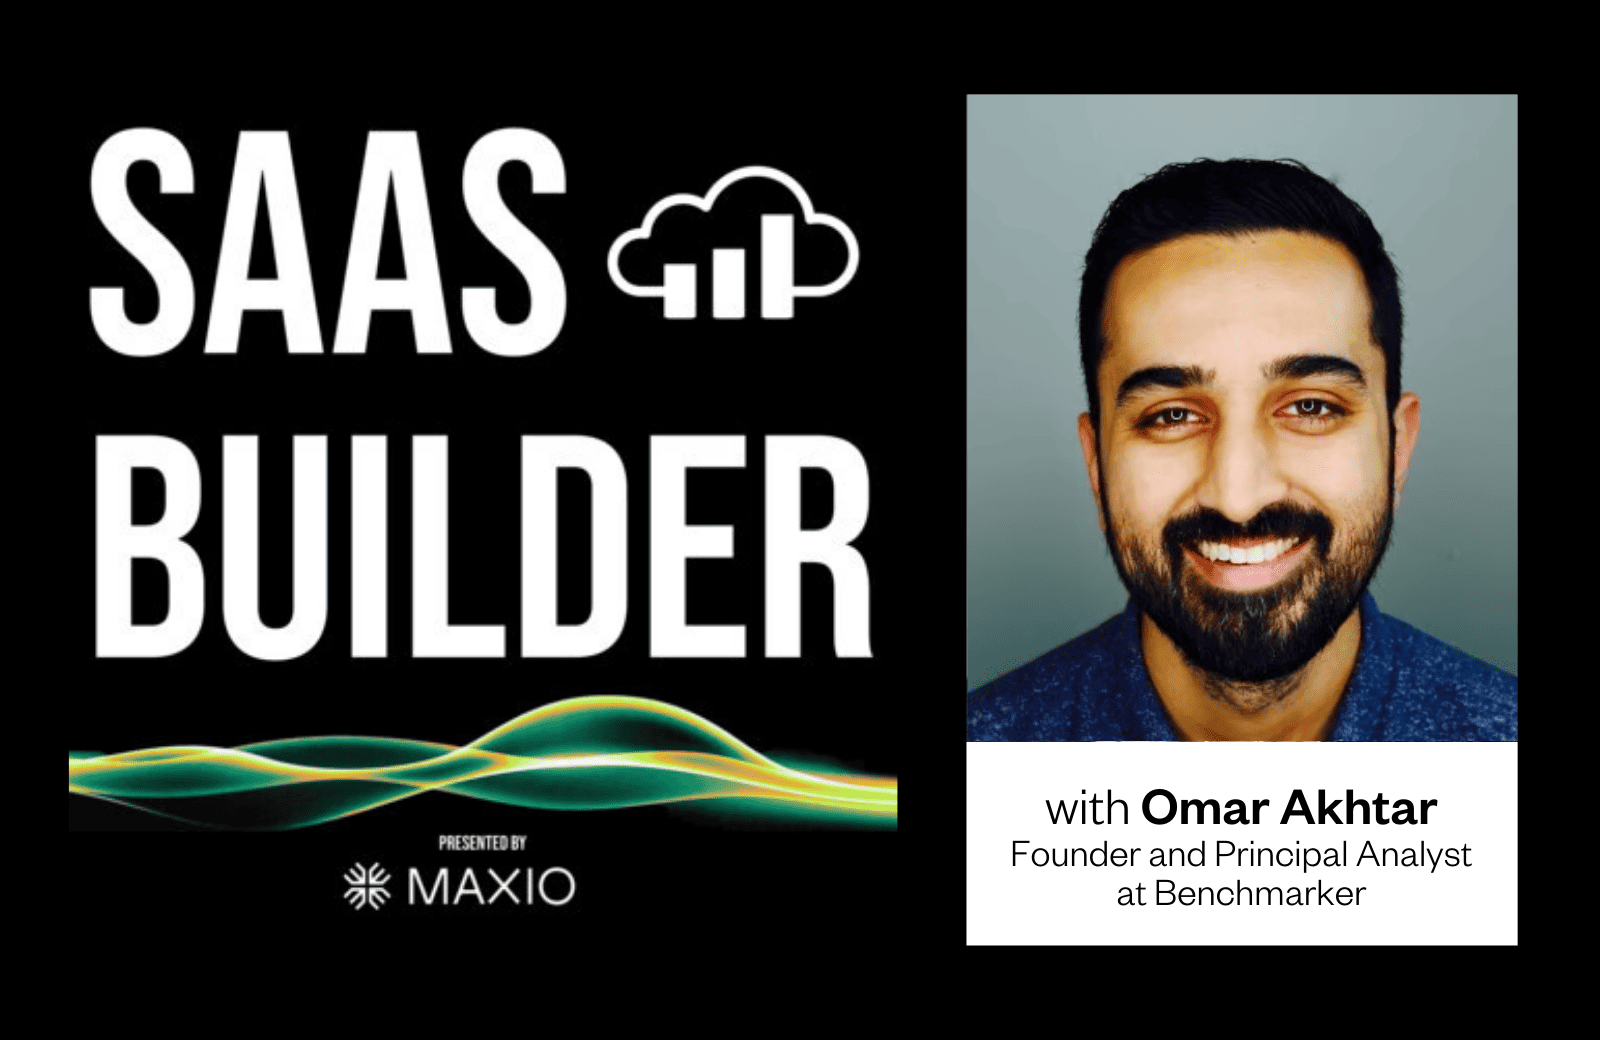 SAAS
BUILDER
PRESENTED BY
MAXIO
with Omar Akhtar
Founder and Principal Analyst
at Benchmarker